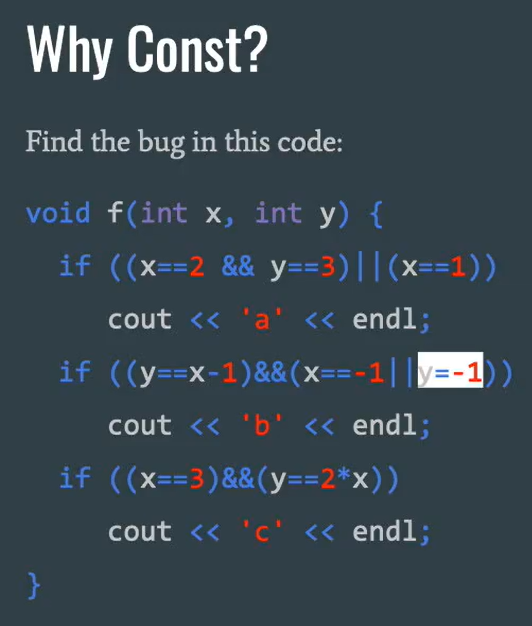 Why Const?
Find the bug in this code:
void f(int x, int y) {
if ((x==2 && y==3)||(x==1))
cout << 'a' << endl;
if ((y==x-1)&&(x==-1||y=-1))
cout << 'b' << endl;
if ((x==3)&&(y==2*x))
cout << 'c' << endl;
}